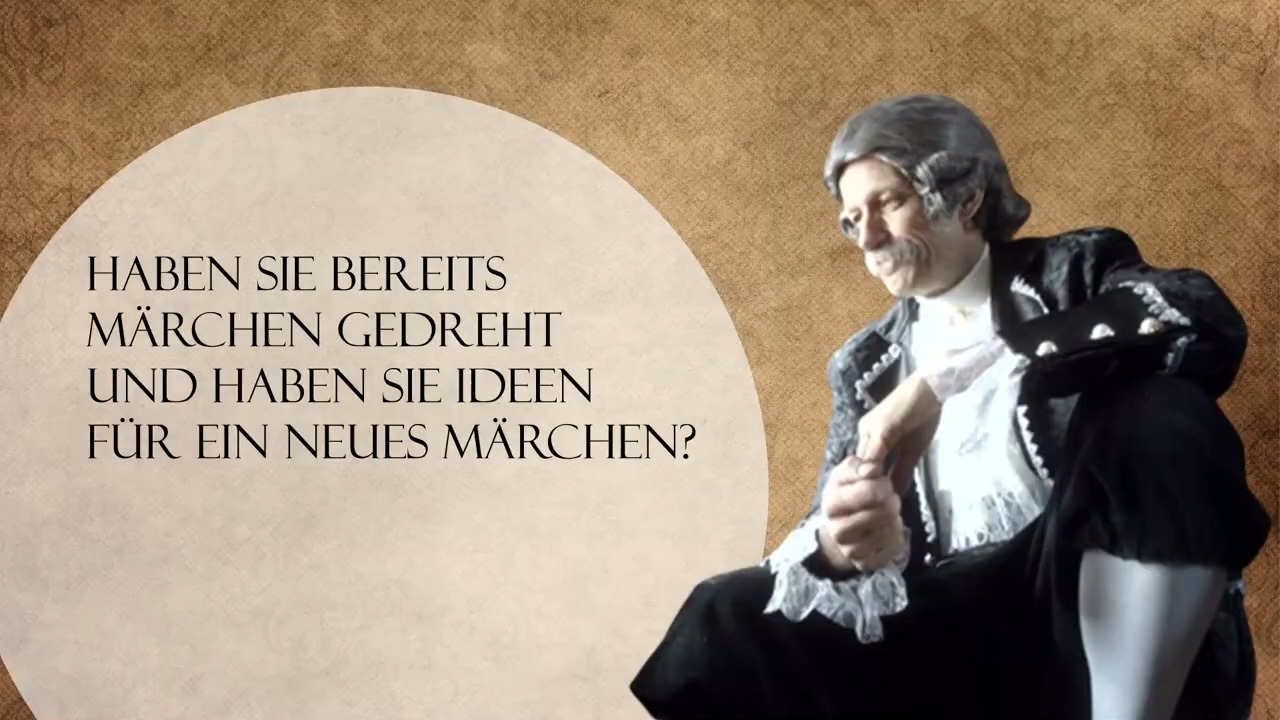 HABEN SIE BEREITS
MÄRCHEN GEDREHT
UND HABEN SIE IDEEN
FÜR EIN NEUES MÄRCHEN?